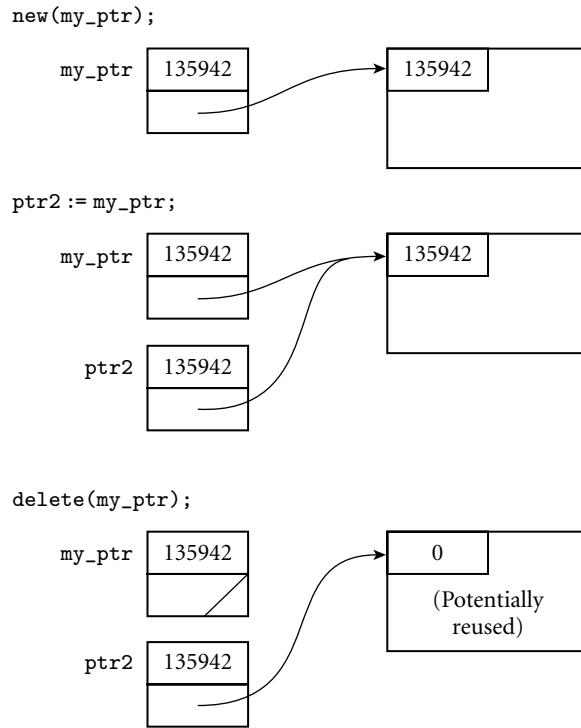 new(my_ptr);
my_ptr 135942 135942
ptr2 := my_ptr;
my_ptr 135942 135942
ptr2 135942
delete(my_ptr);
my_ptr 135942 0
(Potentially
reused)
ptr2 135942